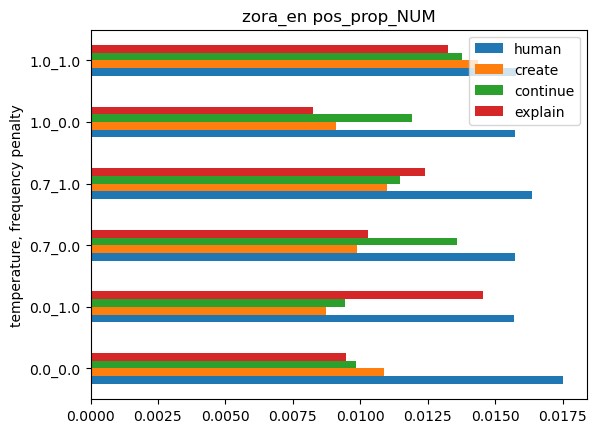 zora_en pos_prop_NUM
human
create
continue
explain
temperature, frequency penalty
1.0_1.0
1.0_0.0
0.7_1.0
0.7_0.0
0.0_1.0
0.0_0.0
0.0000 0.0025 0.0050 0.0075 0.0100 0.0125 0.0150 0.0175